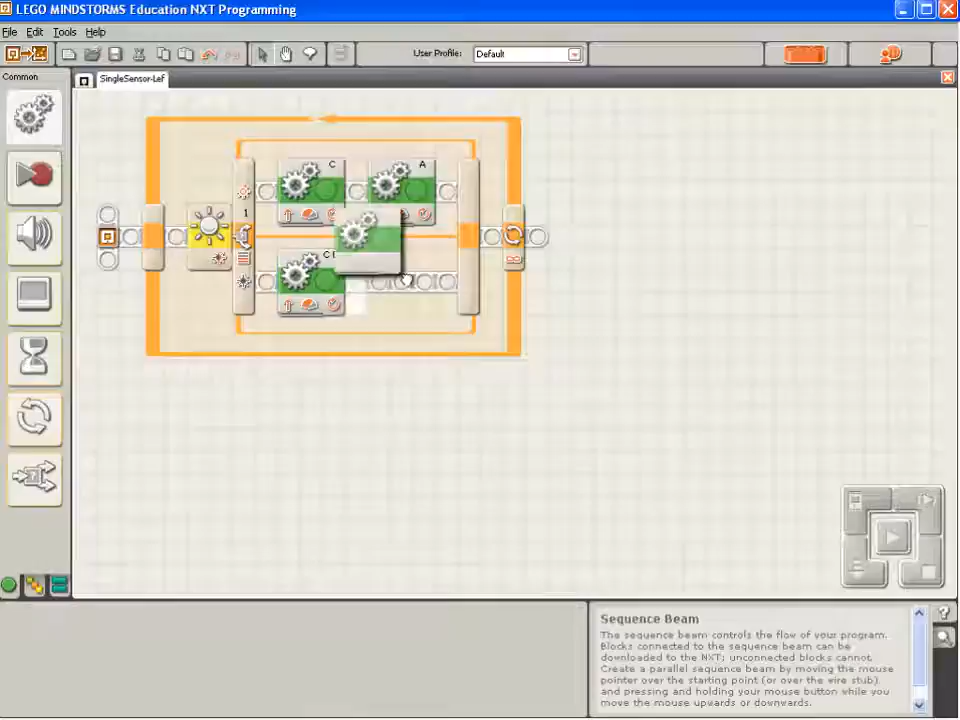 LEGO MINDSTORMS Education NXT Programming
File Edit Tools Help
User Profile: Default
Common
SingleSensor-Lef
C A
1
C
Sequence Beam
The sequence beam controls the flow of your program.
Blocks connected to the sequence beam can be
downloaded to the NXT; unconnected blocks cannot.
Create a parallel sequence beam by moving the mouse
pointer over the starting point (or over the wire stub)
and pressing and holding your mouse button while you
move the mouse upwards or downwards.
?